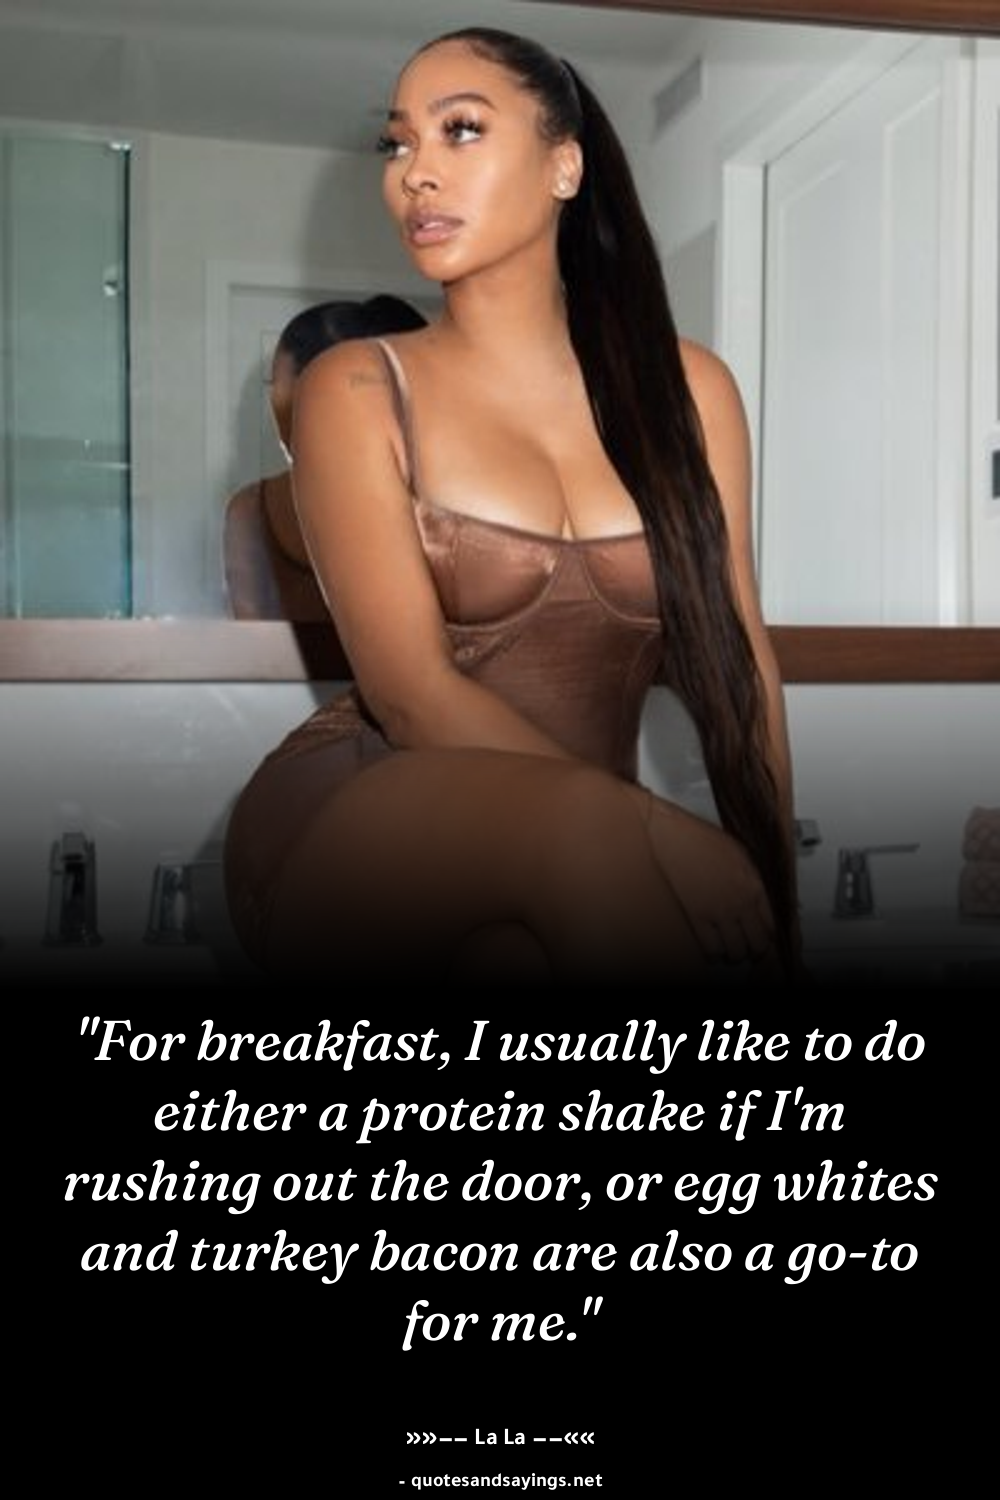 "For breakfast, I usually like to do
either a protein shake if I'm
rushing out the door, or egg whites
and turkey bacon are also a go-to
for me."
»»–– La La ––««
- quotesandsayings.net